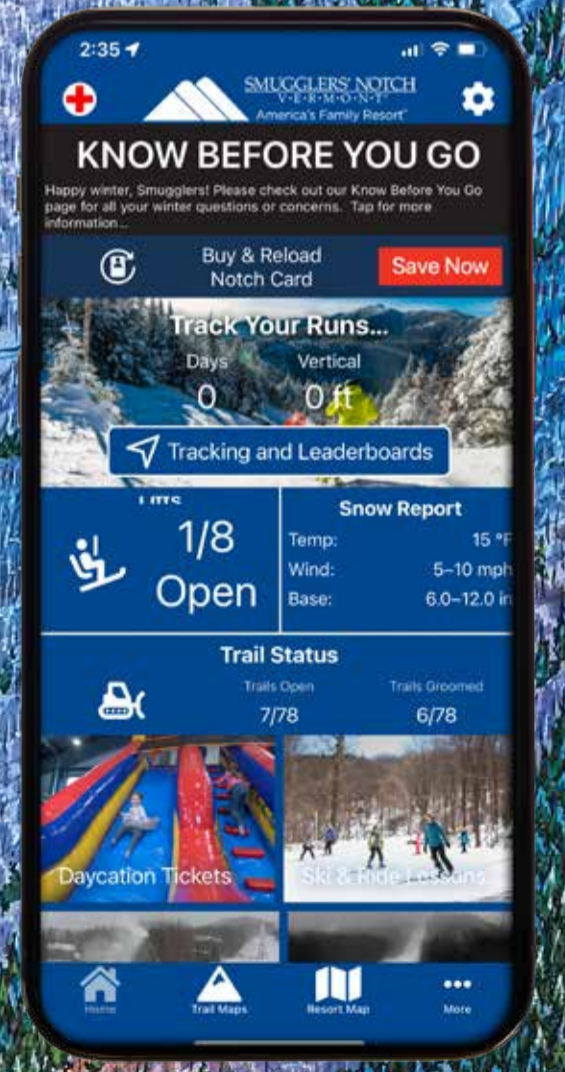 2:35
SMUGGLERS' NOTCH
V·E·R·M·O·N·T
America's Family Resort
KNOW BEFORE YOU GO
Happy winter, Smugglers! Please check out our Know Before You Go
page for all your winter questions or concerns. Tap for more
information...
Buy & Reload
Notch Card
Save Now
Track Your Runs...
Days
Vertical
0
0 ft
Tracking and Leaderboards
Lifts
1/8
Open
Snow Report
Temp: 15 °F
Wind: 5–10 mph
Base: 6.0–12.0 in
Trail Status
Trails Open
Trails Groomed
7/78
6/78
Daycation Tickets
Ski & Ride Lessons
Home
Trail Maps
Resort Map
More